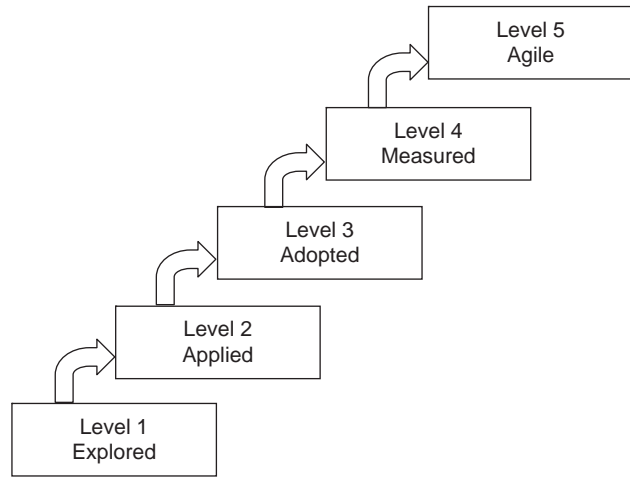 Level 5
Agile
Level 4
Measured
Level 3
Adopted
Level 2
Applied
Level 1
Explored